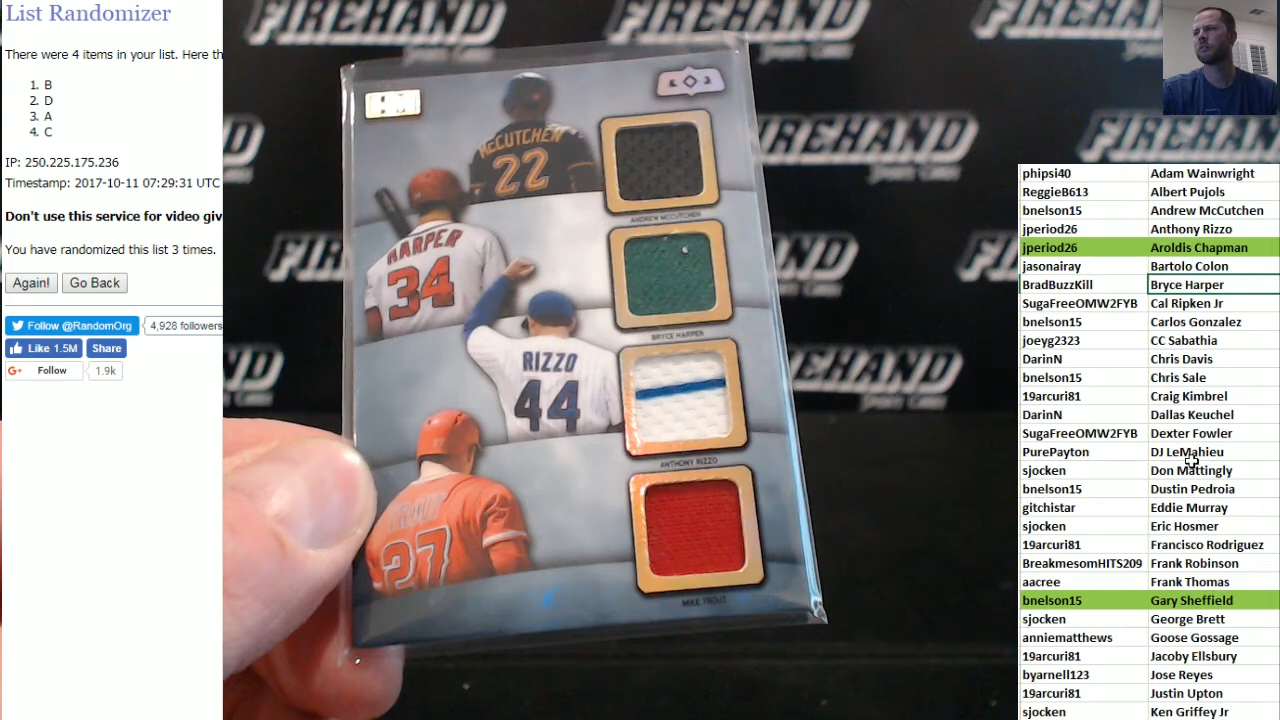 List Randomizer
There were 4 items in your list. Here th
1. B
2. D
3. A
4. C
IP: 250.225.175.236
Timestamp: 2017-10-11 07:29:31 UTC
Don't use this service for video giv
You have randomized this list 3 times.
Again!
Go Back
Follow @RandomOrg
4,928 followers
Like 1.5M
Share
G+ Follow
1.9k
FIREHAND
FIREHAND
FIREHAND
FIREHAND
SPORTS CARDS
MCCUTCHEN
22
ANDREW MCCUTCHEN
HARPER
34
BRYCE HARPER
RIZZO
44
ANTHONY RIZZO
TROUT
27
MIKE TROUT
phipsi40 Adam Wainwright
ReggieB613 Albert Pujols
bnelson15 Andrew McCutchen
jperiod26 Anthony Rizzo
jperiod26 Aroldis Chapman
jasonairay Bartolo Colon
BradBuzzKill Bryce Harper
SugaFreeOMW2FYB Cal Ripken Jr
bnelson15 Carlos Gonzalez
joeyg2323 CC Sabathia
DarinN Chris Davis
bnelson15 Chris Sale
19arcuri81 Craig Kimbrel
DarinN Dallas Keuchel
SugaFreeOMW2FYB Dexter Fowler
PurePayton DJ LeMahieu
sjocken Don Mattingly
bnelson15 Dustin Pedroia
gitchistar Eddie Murray
sjocken Eric Hosmer
19arcuri81 Francisco Rodriguez
BreakmesomHITS209 Frank Robinson
aacree Frank Thomas
bnelson15 Gary Sheffield
sjocken George Brett
anniematthews Goose Gossage
19arcuri81 Jacoby Ellsbury
byarnell123 Jose Reyes
19arcuri81 Justin Upton
sjocken Ken Griffey Jr